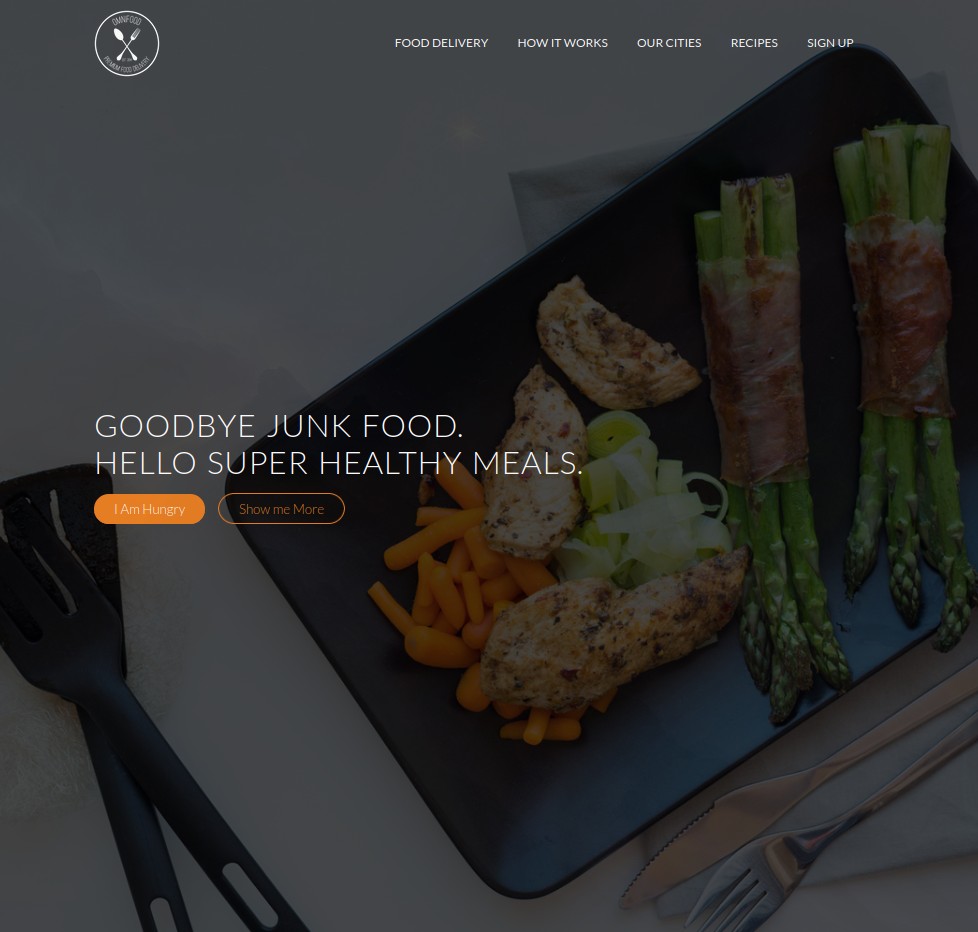 OMNIFOOD
PREMIUM FOOD DELIVERY
FOOD DELIVERY
HOW IT WORKS
OUR CITIES
RECIPES
SIGN UP
GOODBYE JUNK FOOD.
HELLO SUPER HEALTHY MEALS.
I Am Hungry
Show me More